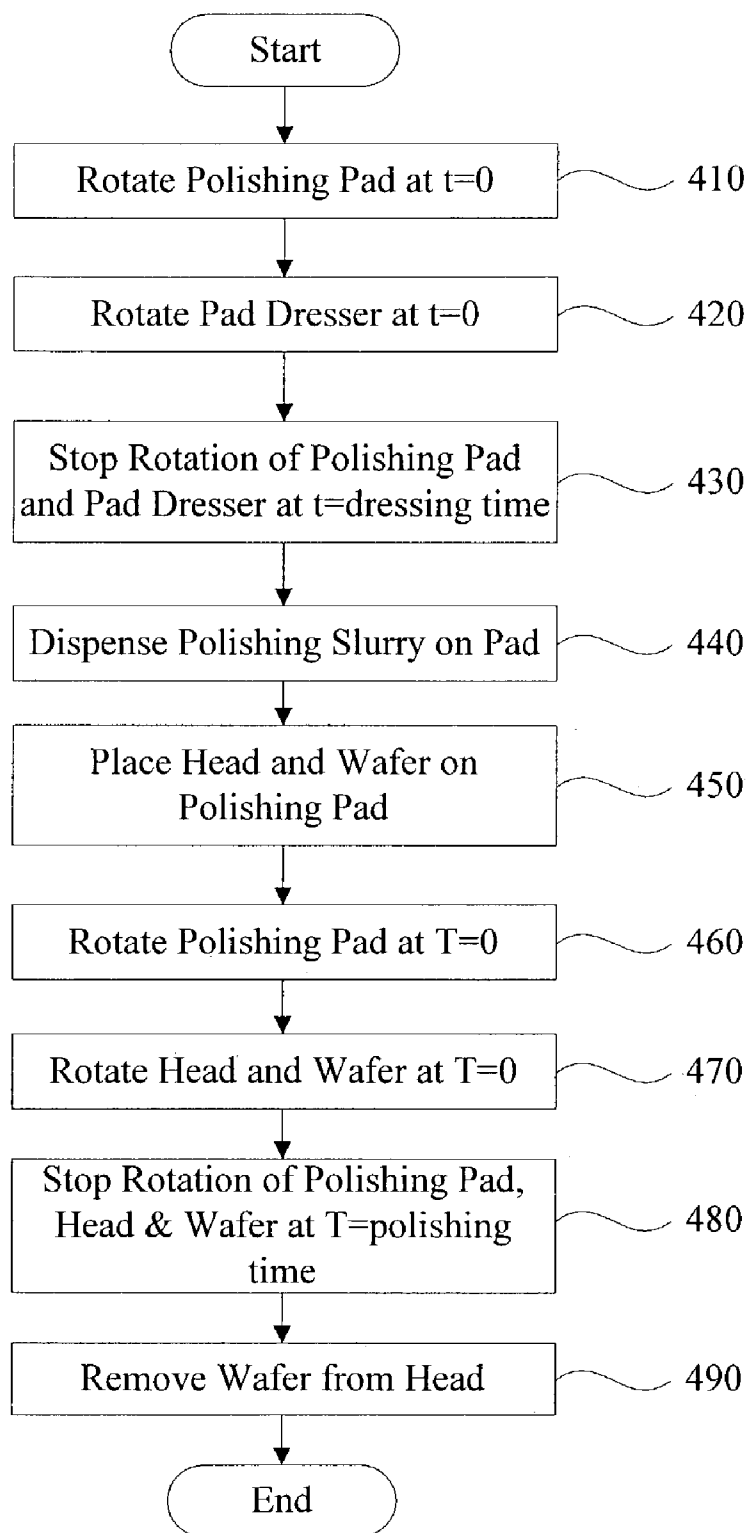 Start
Rotate Polishing Pad at t=0
410
Rotate Pad Dresser at t=0
420
Stop Rotation of Polishing Pad
and Pad Dresser at t=dressing time
430
Dispense Polishing Slurry on Pad
440
Place Head and Wafer on
Polishing Pad
450
Rotate Polishing Pad at T=0
460
Rotate Head and Wafer at T=0
470
Stop Rotation of Polishing Pad,
Head & Wafer at T=polishing
time
480
Remove Wafer from Head
490
End